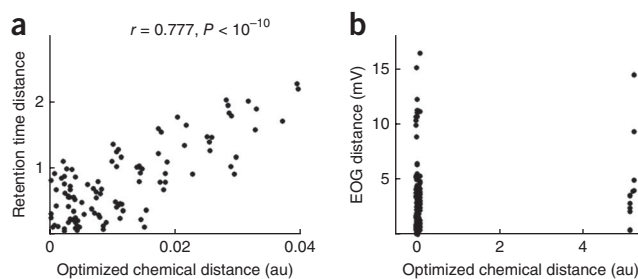 a
r = 0.777, P < 10⁻¹⁰
Retention time distance
2
1
0
0.02
0.04
Optimized chemical distance (au)
b
EOG distance (mV)
15
10
5
0
2
4
Optimized chemical distance (au)